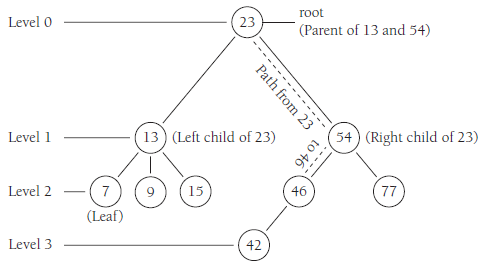 Level 0
23
root
(Parent of 13 and 54)
Path from 23
to 46
Level 1
13
(Left child of 23)
54
(Right child of 23)
Level 2
7
9
15
46
77
(Leaf)
Level 3
42